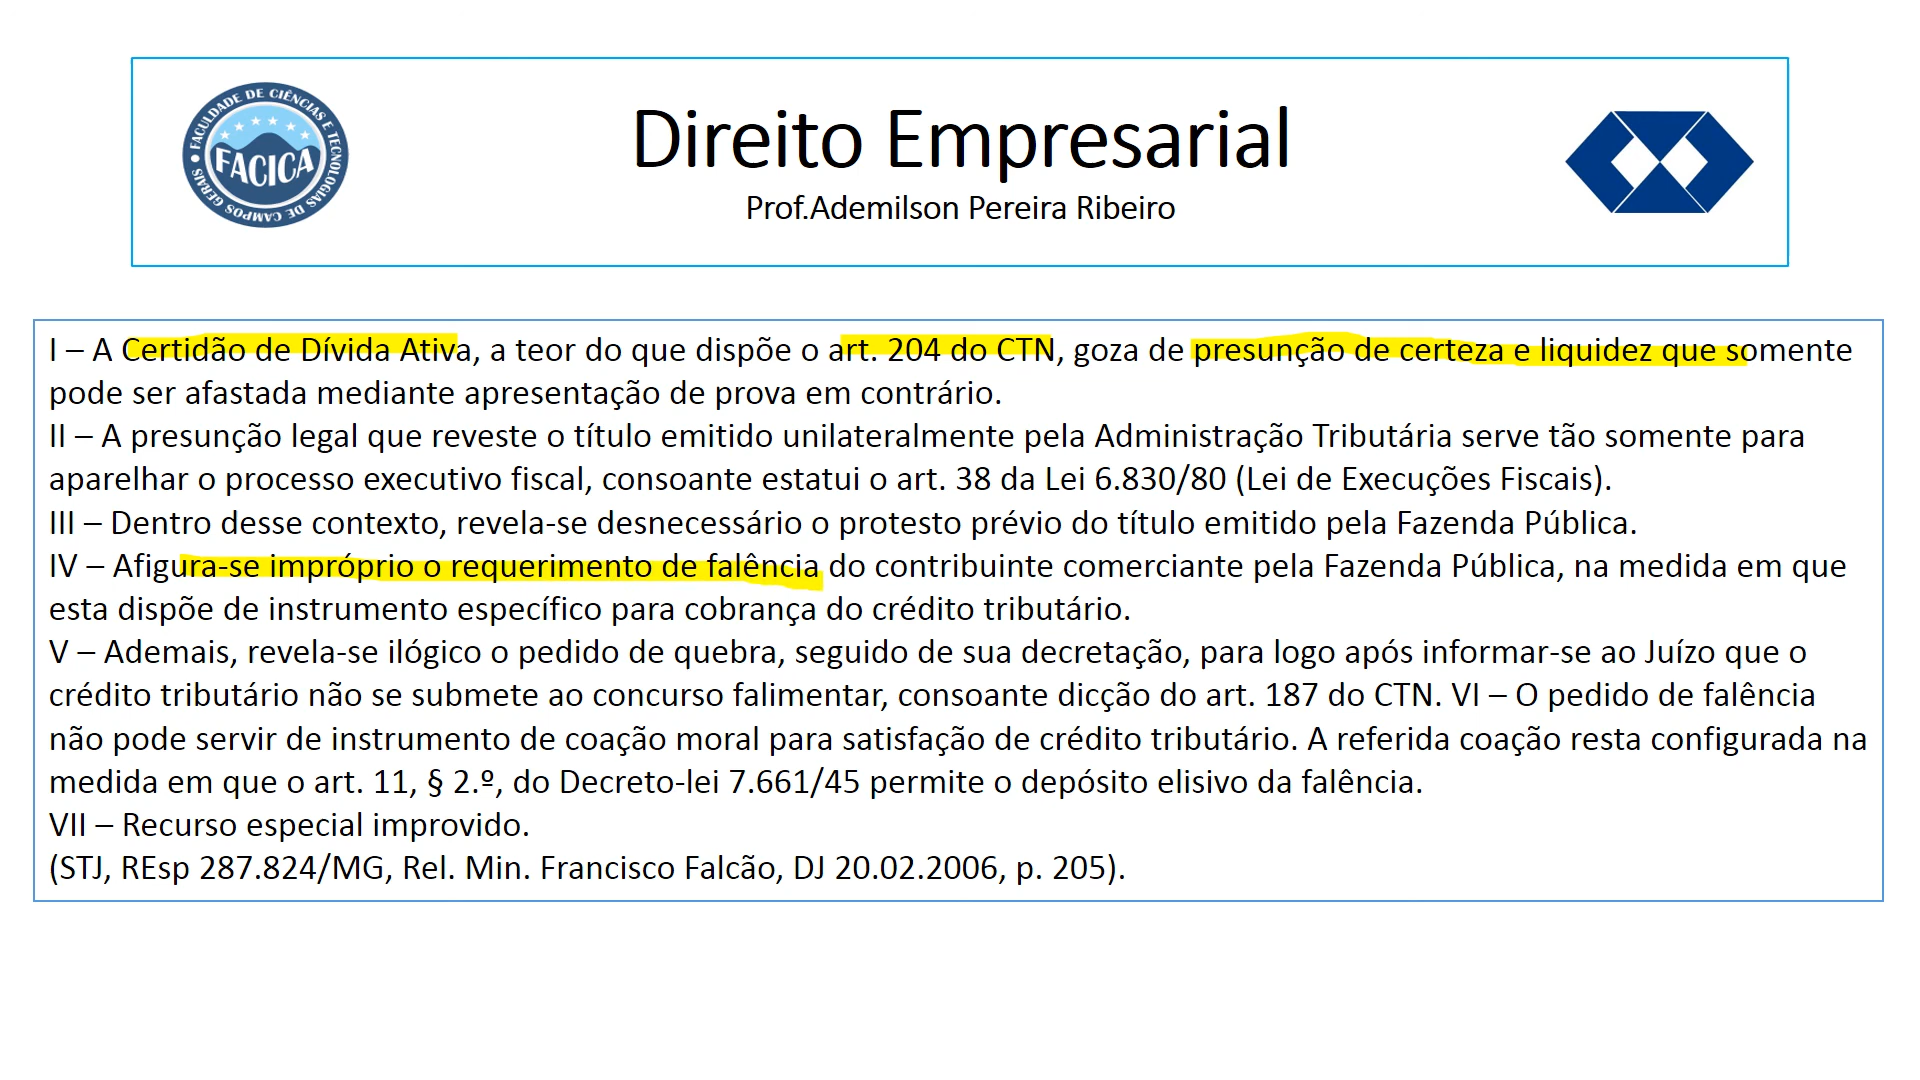 FACULDADE DE CIÊNCIAS E TECNOLOGIAS DE CAMPOS GERAIS
FACICA
Direito Empresarial
Prof.Ademilson Pereira Ribeiro
I – A Certidão de Dívida Ativa, a teor do que dispõe o art. 204 do CTN, goza de presunção de certeza e liquidez que somente
pode ser afastada mediante apresentação de prova em contrário.
II – A presunção legal que reveste o título emitido unilateralmente pela Administração Tributária serve tão somente para
aparelhar o processo executivo fiscal, consoante estatui o art. 38 da Lei 6.830/80 (Lei de Execuções Fiscais).
III – Dentro desse contexto, revela-se desnecessário o protesto prévio do título emitido pela Fazenda Pública.
IV – Afigura-se impróprio o requerimento de falência do contribuinte comerciante pela Fazenda Pública, na medida em que
esta dispõe de instrumento específico para cobrança do crédito tributário.
V – Ademais, revela-se ilógico o pedido de quebra, seguido de sua decretação, para logo após informar-se ao Juízo que o
crédito tributário não se submete ao concurso falimentar, consoante dicção do art. 187 do CTN. VI – O pedido de falência
não pode servir de instrumento de coação moral para satisfação de crédito tributário. A referida coação resta configurada na
medida em que o art. 11, § 2.º, do Decreto-lei 7.661/45 permite o depósito elisivo da falência.
VII – Recurso especial improvido.
(STJ, REsp 287.824/MG, Rel. Min. Francisco Falcão, DJ 20.02.2006, p. 205).